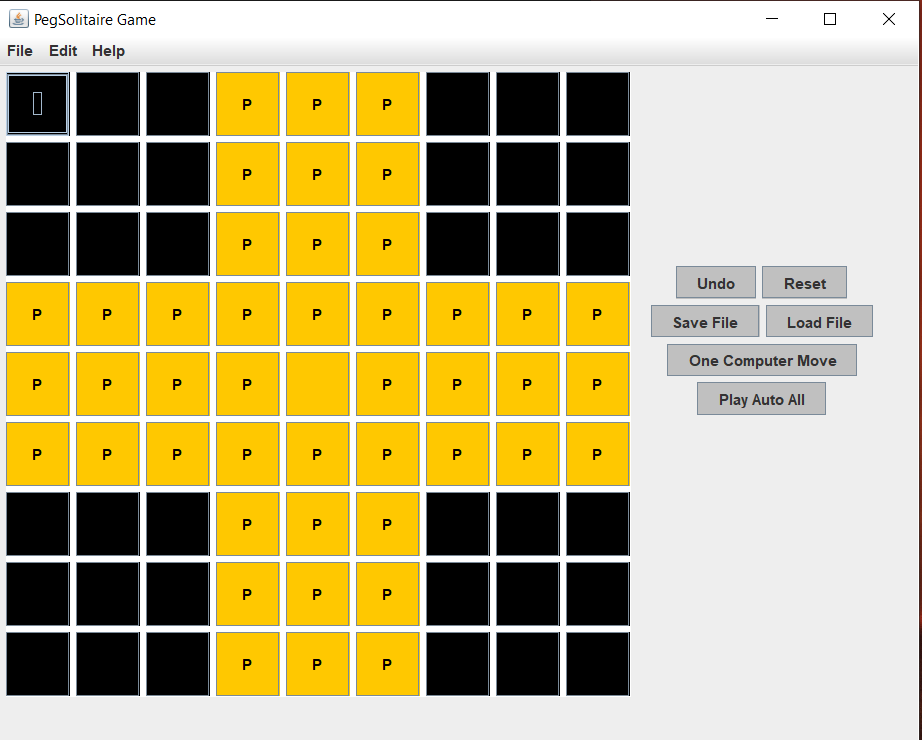 PegSolitaire Game
File Edit Help
P P P
P P P
P P P
P P P P P P P P P
P P P P P P P P P
P P P P P P P P P
P P P
P P P
P P P
Undo Reset
Save File Load File
One Computer Move
Play Auto All